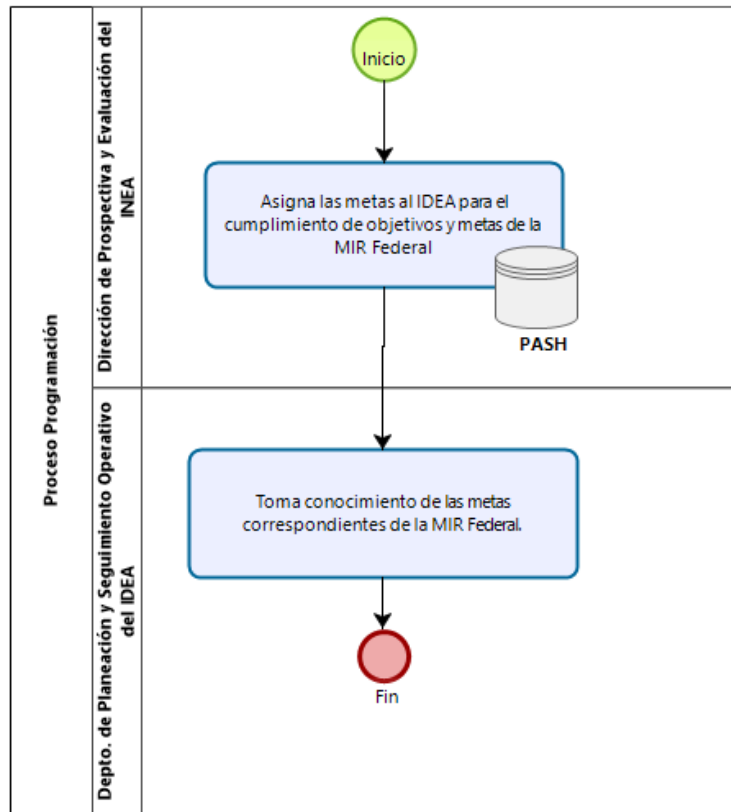 Proceso Programación
Dirección de Prospectiva y Evaluación del
INEA
Inicio
Asigna las metas al IDEA para el
cumplimiento de objetivos y metas de la
MIR Federal
PASH
Depto. de Planeación y Seguimiento Operativo
del IDEA
Toma conocimiento de las metas
correspondientes de la MIR Federal.
Fin